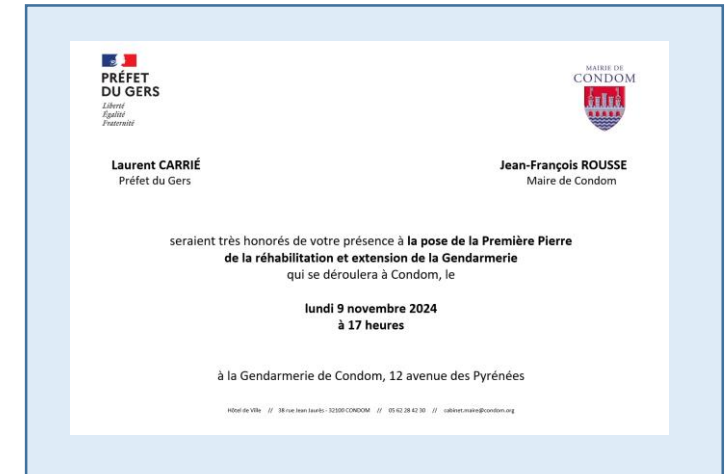 PRÉFET
DU GERS
Liberté
Égalité
Fraternité
MAIRIE DE
CONDOM
Laurent CARRIÉ
Préfet du Gers
Jean-François ROUSSE
Maire de Condom
seraient très honorés de votre présence à la pose de la Première Pierre
de la réhabilitation et extension de la Gendarmerie
qui se déroulera à Condom, le
lundi 9 novembre 2024
à 17 heures
à la Gendarmerie de Condom, 12 avenue des Pyrénées
Hôtel de Ville // 38 rue Jean Jaurès - 32100 CONDOM // 05 62 28 42 30 // cabinet.maire@condom.org